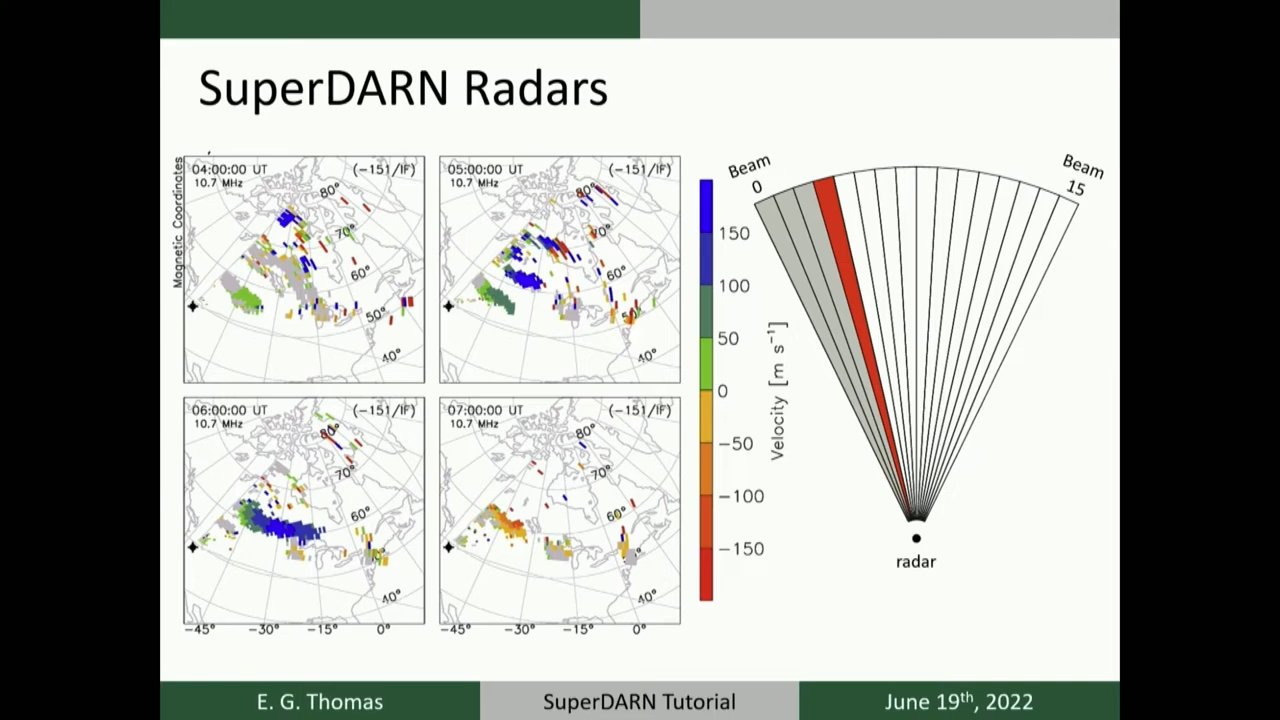 SuperDARN Radars
Magnetic Coordinates
04:00:00 UT (-151/IF)
10.7 MHz
80°
70°
60°
50°
40°
05:00:00 UT (-151/IF)
10.7 MHz
80°
70°
60°
40°
06:00:00 UT (-151/IF)
10.7 MHz
80°
70°
60°
40°
-45° -30° -15° 0°
07:00:00 UT (-151/IF)
10.7 MHz
80°
70°
60°
40°
-45° -30° -15° 0°
150
100
50
0
-50
-100
-150
Velocity [m s⁻¹]
Beam
0
Beam
15
radar
E. G. Thomas
SuperDARN Tutorial
June 19th, 2022